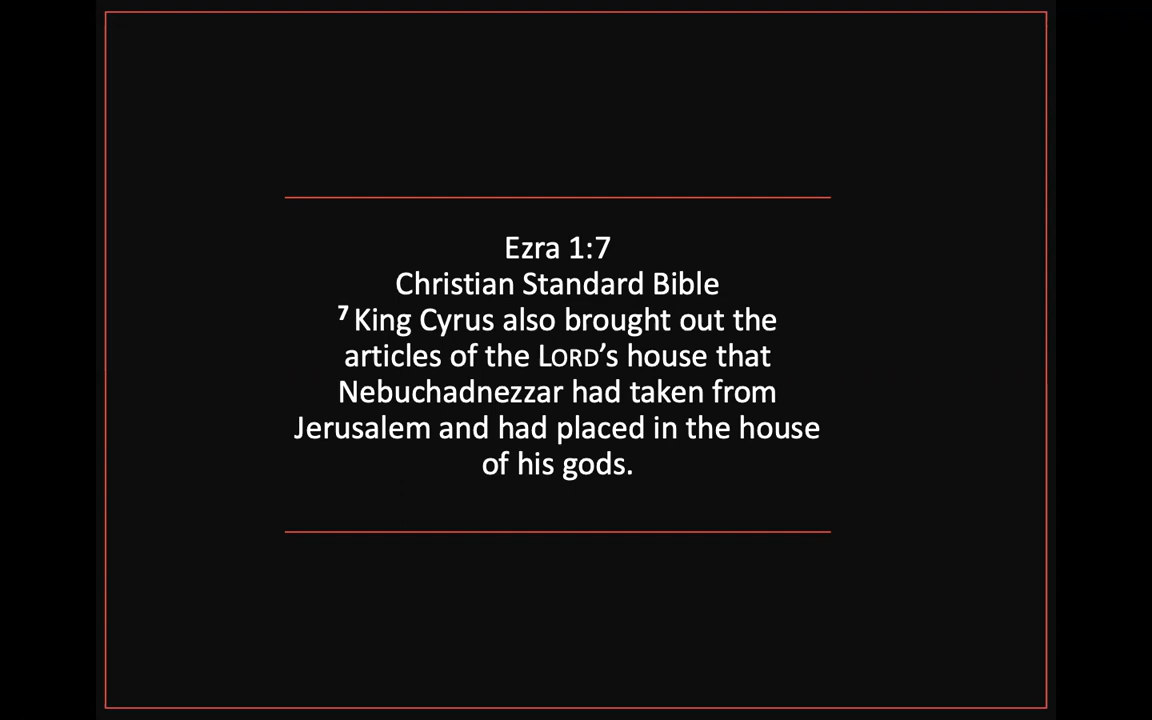 Ezra 1:7
Christian Standard Bible
⁷ King Cyrus also brought out the
articles of the LORD’s house that
Nebuchadnezzar had taken from
Jerusalem and had placed in the house
of his gods.